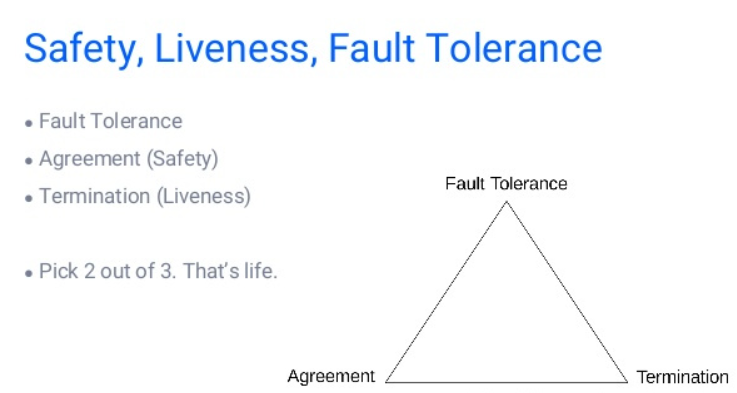 Safety, Liveness, Fault Tolerance
• Fault Tolerance
• Agreement (Safety)
• Termination (Liveness)
• Pick 2 out of 3. That's life.
Fault Tolerance
Agreement
Termination